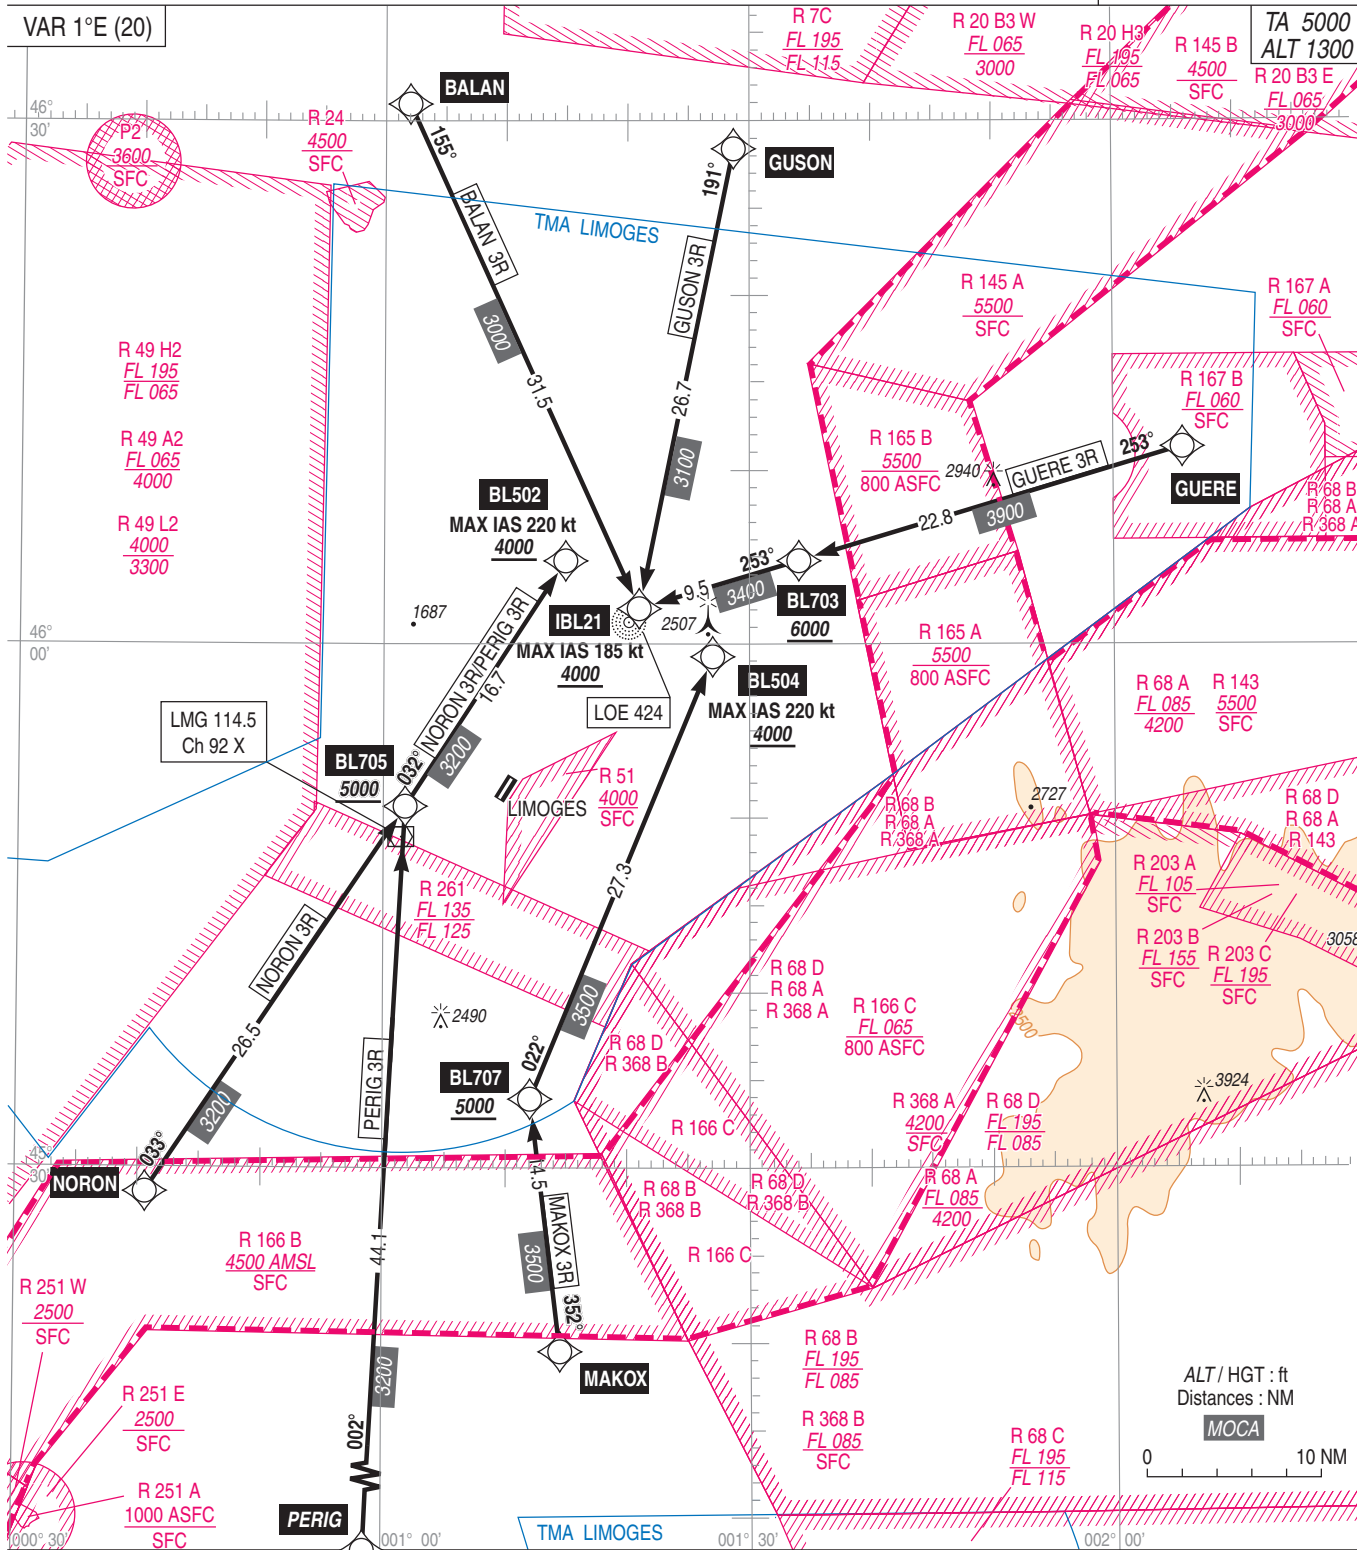 VAR 1°E (20)
TA 5000
ALT 1300
R 7C
FL 195
FL 115
R 20 B3 W
FL 065
3000
R 20 H3
FL 195
FL 065
R 145 B
4500
SFC
R 20 B3 E
FL 065
3000
BALAN
46°
30'
P2
3600
SFC
R 24
4500
SFC
155°
GUSON
191°
BALAN 3R
TMA LIMOGES
GUSON 3R
3000
31.5
26.7
3100
R 145 A
5500
SFC
R 167 A
FL 060
SFC
R 49 H2
FL 195
FL 065
R 49 A2
FL 065
4000
R 49 L2
4000
3300
R 167 B
FL 060
SFC
R 165 B
5500
800 ASFC
2940
GUERE 3R
253°
GUERE
22.8
3900
R 68 B
R 68 A
R 368 A
BL502
MAX IAS 220 kt
4000
253°
9.5
3400
BL703
6000
1687
IBL21
MAX IAS 185 kt
4000
2507
46°
00'
R 165 A
5500
800 ASFC
NORON 3R/PERIG 3R
16.7
3200
032°
BL504
MAX IAS 220 kt
4000
LOE 424
R 68 A
FL 085
4200
R 143
5500
SFC
LMG 114.5
Ch 92 X
BL705
5000
LIMOGES
R 51
4000
SFC
2727
R 68 B
R 68 A
R 368 A
R 68 D
R 68 A
R 143
27.3
R 261
FL 135
FL 125
R 203 A
FL 105
SFC
R 203 B
FL 155
SFC
R 203 C
FL 195
SFC
3058
NORON 3R
26.5
3200
033°
2490
3500
R 68 D
R 68 A
R 368 A
R 166 C
FL 065
800 ASFC
2500
R 68 D
R 368 B
PERIG 3R
BL707
5000
022°
3924
R 368 A
4200
SFC
R 68 D
FL 195
FL 085
R 166 C
45°
30'
NORON
14.5
R 68 B
R 368 B
R 68 D
R 368 B
R 68 A
FL 085
4200
R 166 B
4500 AMSL
SFC
44.1
MAKOX 3R
3500
352°
R 166 C
R 251 W
2500
SFC
MAKOX
3200
R 68 B
FL 195
FL 085
R 251 E
2500
SFC
002°
R 368 B
FL 085
SFC
R 68 C
FL 195
FL 115
ALT / HGT : ft
Distances : NM
MOCA
0
10 NM
R 251 A
1000 ASFC
SFC
PERIG
TMA LIMOGES
000° 30'
001° 00'
001° 30'
002° 00'